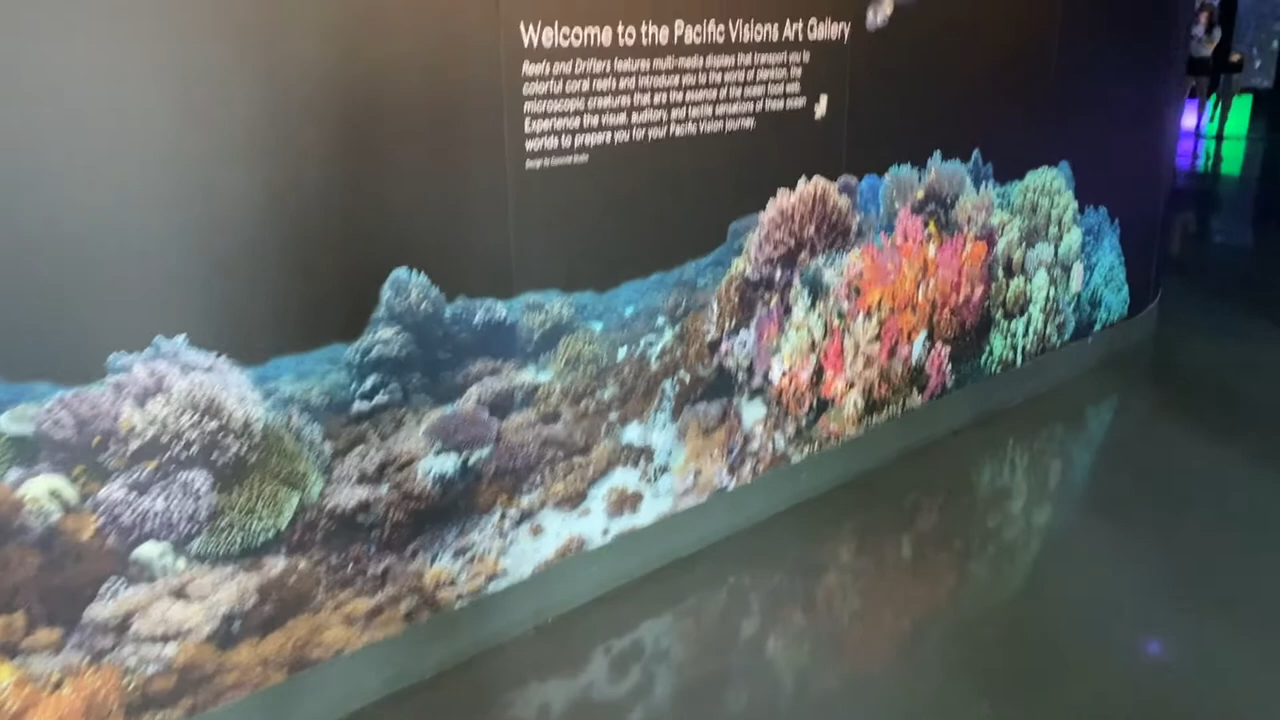 Welcome to the Pacific Visions Art Gallery
Reefs and Drifters features multi-media displays that transport you to
colorful coral reefs and introduce you to the world of plankton, the
microscopic creatures that are the essence of the ocean food web.
Experience the visual, auditory, and tactile sensations of these ocean
worlds to prepare you for your Pacific Vision journey.
Design by